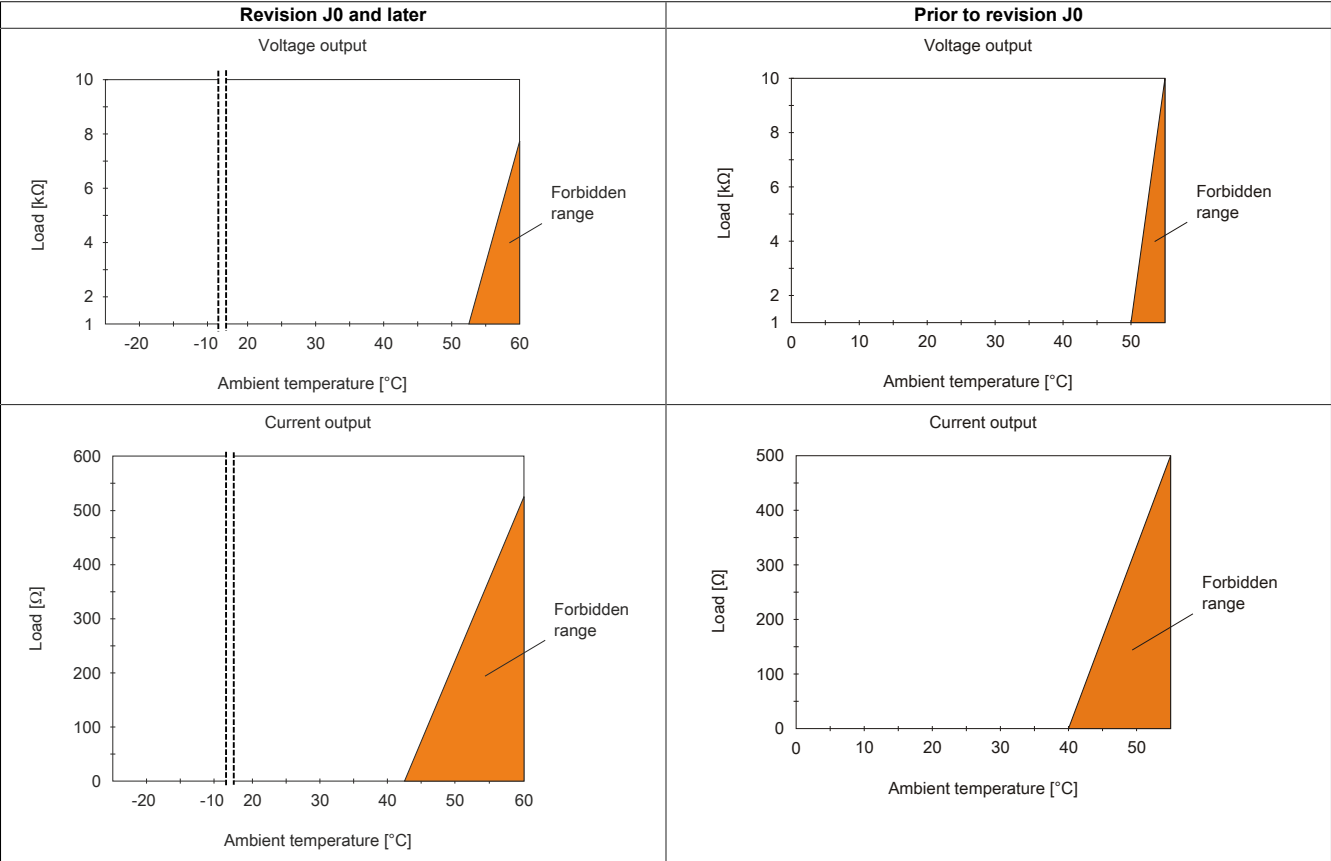 Revision J0 and later
Prior to revision J0
Voltage output
10
8
6
4
2
1
Load [kΩ]
-20 -10 20 30 40 50 60
Ambient temperature [°C]
Forbidden
range
Voltage output
10
8
6
4
2
1
Load [kΩ]
0 10 20 30 40 50
Ambient temperature [°C]
Forbidden
range
Current output
600
500
400
300
200
100
0
Load [Ω]
-20 -10 20 30 40 50 60
Ambient temperature [°C]
Forbidden
range
Current output
500
400
300
200
100
0
Load [Ω]
0 10 20 30 40 50
Ambient temperature [°C]
Forbidden
range